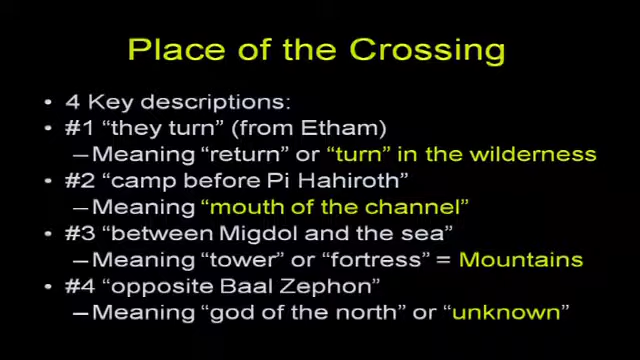 Place of the Crossing
• 4 Key descriptions:
• #1 “they turn” (from Etham)
–Meaning “return” or “turn” in the wilderness
• #2 “camp before Pi Hahiroth”
–Meaning “mouth of the channel”
• #3 “between Migdol and the sea”
–Meaning “tower” or “fortress” = Mountains
• #4 “opposite Baal Zephon”
–Meaning “god of the north” or “unknown”